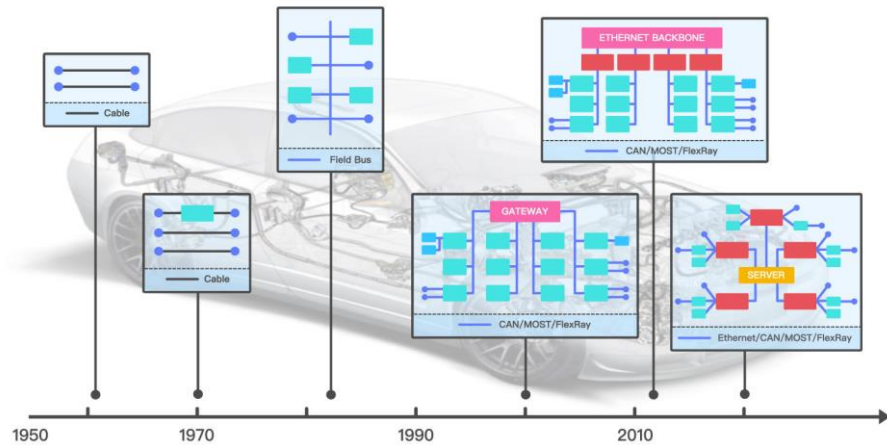 ETHERNET BACKBONE
CAN/MOST/FlexRay
Cable
Field Bus
Cable
GATEWAY
CAN/MOST/FlexRay
SERVER
Ethernet/CAN/MOST/FlexRay
1950
1970
1990
2010